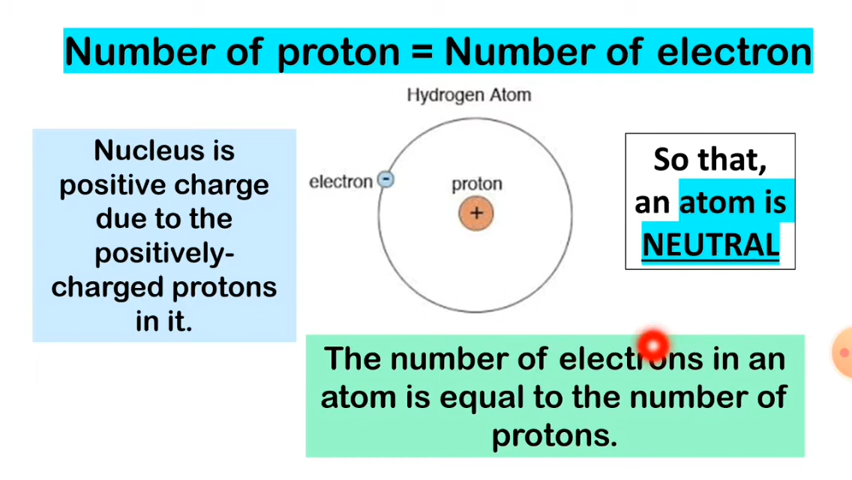 Number of proton = Number of electron
Hydrogen Atom
Nucleus is
positive charge
due to the
positively-
charged protons
in it.
electron -
proton
+
So that,
an atom is
NEUTRAL
The number of electrons in an
atom is equal to the number of
protons.